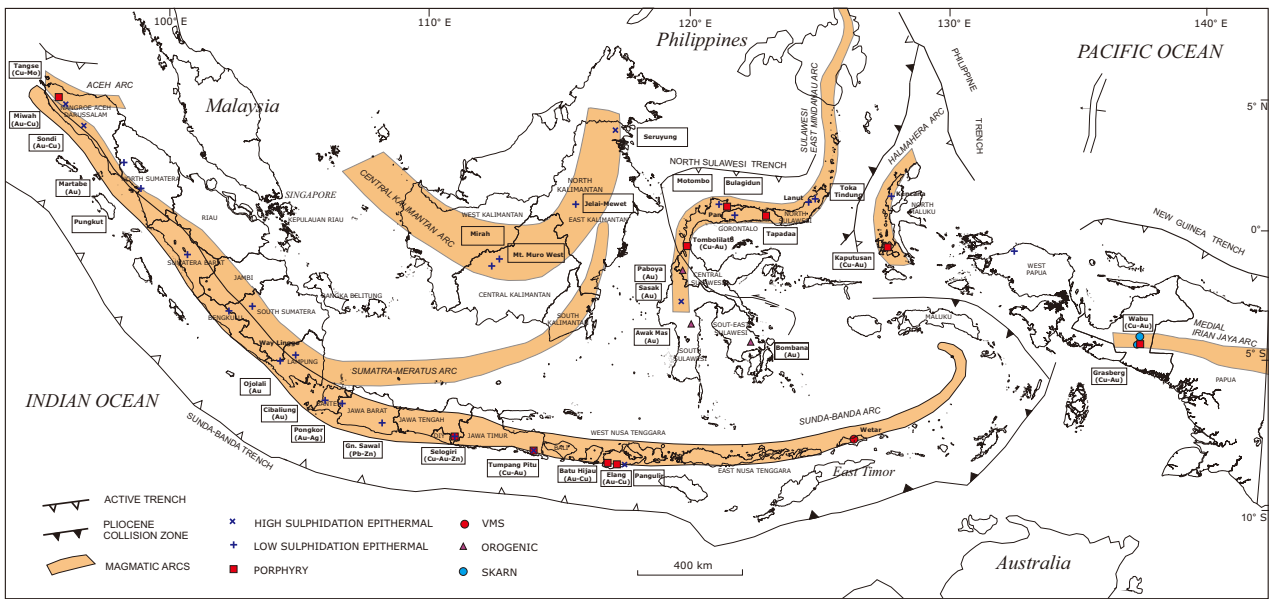 100° E
110° E
120° E
130° E
140° E
Philippines
PACIFIC OCEAN
Tangse
(Cu-Mo)
ACEH ARC
NANGROE ACEH
DARUSSALAM
Malaysia
5° N
Miwah
(Au-Cu)
Sondi
(Au-Cu)
Martabe
(Au)
NORTH SUMATERA
Pungkut
SINGAPORE
RIAU
KEPULAUAN RIAU
SUMATERA BARAT
JAMBI
BANGKA BELITUNG
BENGKULU
SOUTH SUMATERA
Way Lingga
LAMPUNG
CENTRAL KALIMANTAN ARC
WEST KALIMANTAN
NORTH
KALIMANTAN
Seruyung
Jelai-Mewet
EAST KALIMANTAN
Mirah
Mt. Muro West
CENTRAL KALIMANTAN
SOUTH
KALIMANTAN
SUMATRA-MERATUS ARC
SULAWESI
EAST MINDANAU ARC
PHILIPPINE
TRENCH
HALMAHERA ARC
NORTH SULAWESI TRENCH
Motombo
Bulagidun
Lanut
Toka
Tindung
Pani
NORTH
SULAWESI
GORONTALO
Tapadaa
Tombolilato
(Cu-Au)
Kencana
NORTH
MALUKU
Kaputusan
(Cu-Au)
0°
NEW GUINEA TRENCH
WEST
PAPUA
Paboya
(Au)
CENTRAL
SULAWESI
Sasak
(Au)
Awak Mas
(Au)
SOUTH
SULAWESI
SOUT-EAST
SULAWESI
Bombana
(Au)
MALUKU
Wabu
(Cu-Au)
MEDIAL
IRIAN JAYA ARC
5° S
Grasberg
(Cu-Au)
PAPUA
INDIAN OCEAN
SUNDA-BANDA TRENCH
Ojolali
(Au
Cibaliung
(Au)
BANTEN
JAWA BARAT
Pongkor
(Au-Ag)
Gn. Sawal
(Pb-Zn)
JAWA TENGAH
DIY
JAWA TIMUR
Selogiri
(Cu-Au-Zn)
Tumpang Pitu
(Cu-Au)
BALI
WEST NUSA TENGGARA
Batu Hijau
(Au-Cu)
Elang
(Au-Cu)
Pangulir
EAST NUSA TENGGARA
SUNDA-BANDA ARC
Wetar
East Timor
10° S
Australia
ACTIVE TRENCH
PLIOCENE
COLLISION ZONE
MAGMATIC ARCS
HIGH SULPHIDATION EPITHERMAL
LOW SULPHIDATION EPITHERMAL
PORPHYRY
VMS
OROGENIC
SKARN
400 km